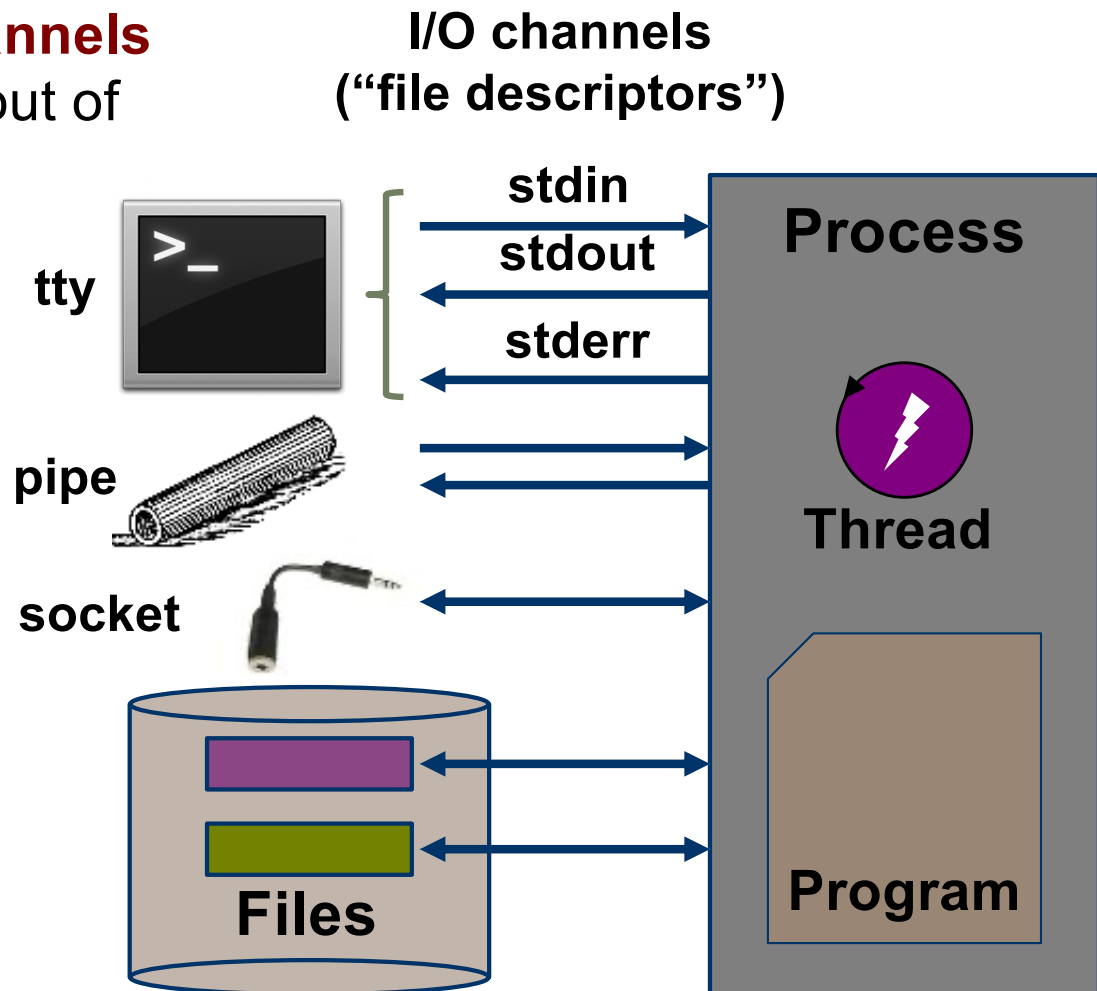 annels
out of
I/O channels
(“file descriptors”)
stdin
Process
stdout
>_
tty
stderr
pipe
Thread
socket
Program
Files